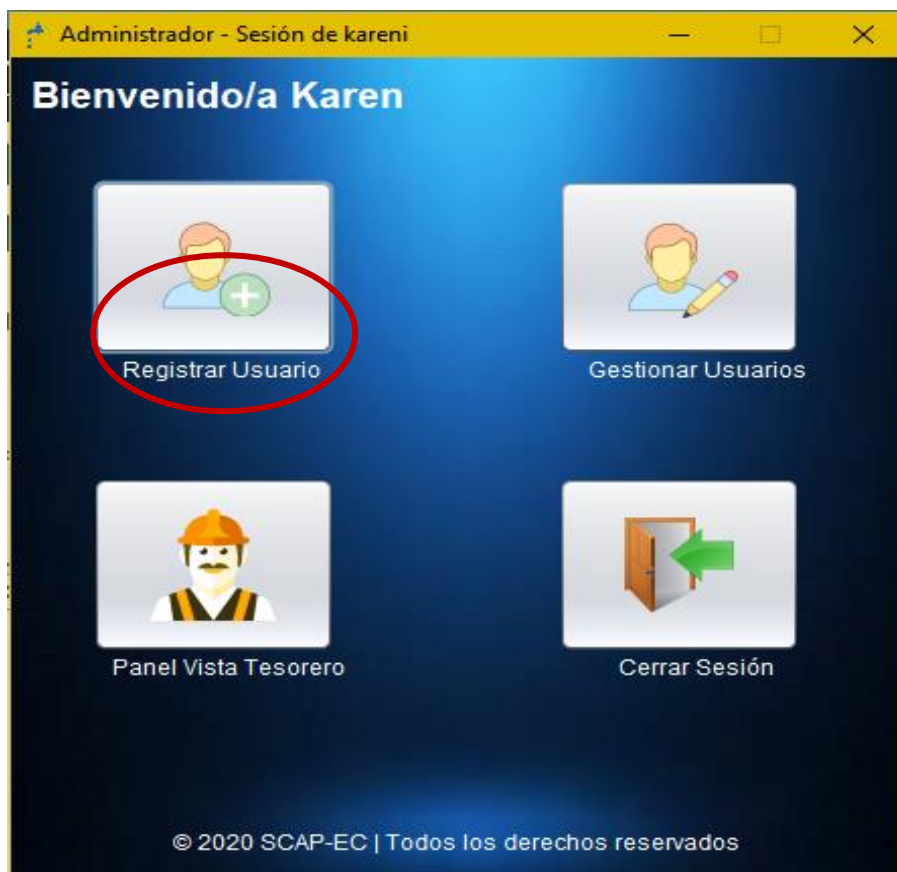 Administrador - Sesión de kareni
Bienvenido/a Karen
Registrar Usuario
Gestionar Usuarios
Panel Vista Tesorero
Cerrar Sesión
© 2020 SCAP-EC | Todos los derechos reservados